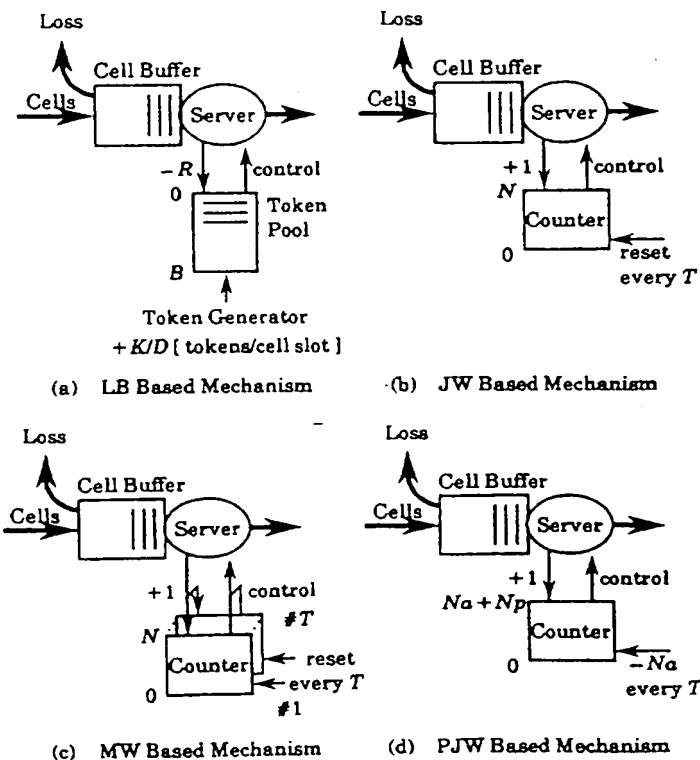 Loss
Cell Buffer
Cells
Server
−R
control
0
Token
Pool
B
Token Generator
+K/D [ tokens/cell slot ]
(a) LB Based Mechanism
Loss
Cell Buffer
Cells
Server
+1
control
N
Counter
0
reset
every T
(b) JW Based Mechanism
Loss
Cell Buffer
Cells
Server
+1
control
#T
N
Counter
reset
0
every T
#1
(c) MW Based Mechanism
Loss
Cell Buffer
Cells
Server
+1
control
Na+Np
Counter
0
−Na
every T
(d) PJW Based Mechanism